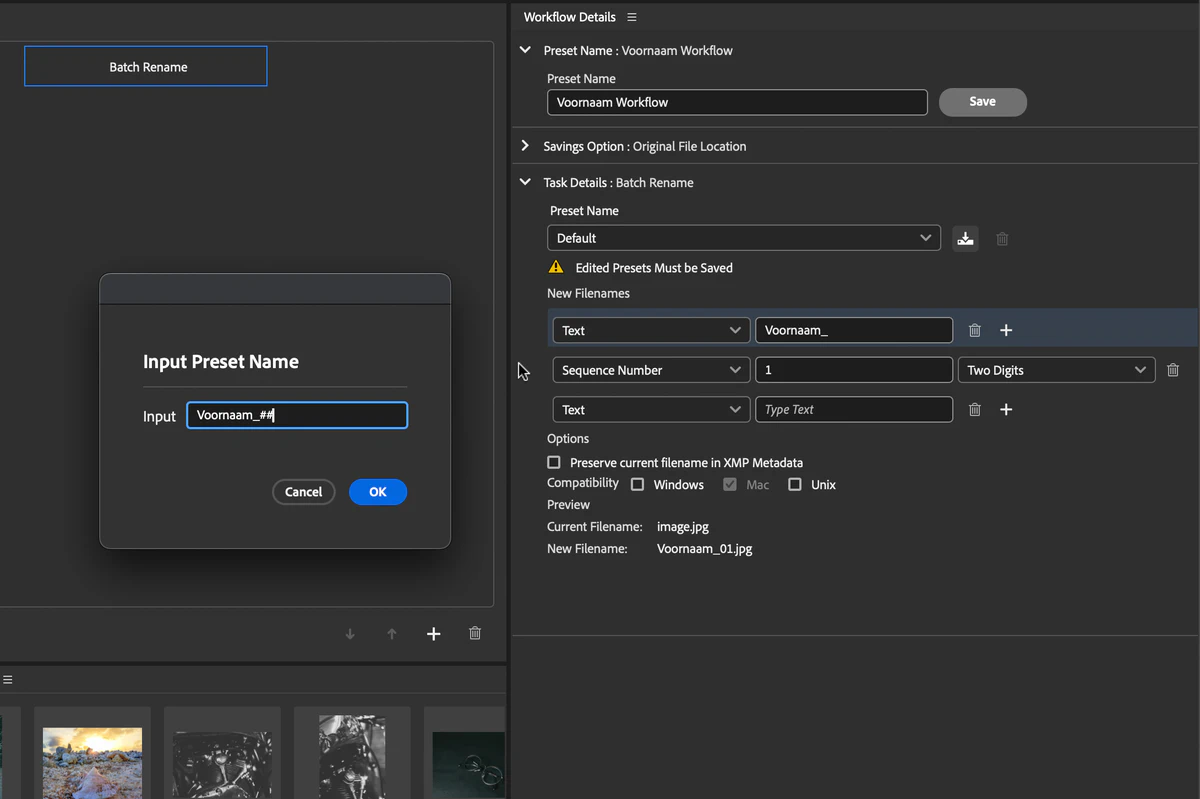 Batch Rename
Input Preset Name
Input Voornaam_##
Cancel OK
Workflow Details
Preset Name : Voornaam Workflow
Preset Name
Voornaam Workflow Save
Savings Option : Original File Location
Task Details : Batch Rename
Preset Name
Default
Edited Presets Must be Saved
New Filenames
Text Voornaam_
Sequence Number 1 Two Digits
Text Type Text
Options
Preserve current filename in XMP Metadata
Compatibility Windows Mac Unix
Preview
Current Filename: image.jpg
New Filename: Voornaam_01.jpg